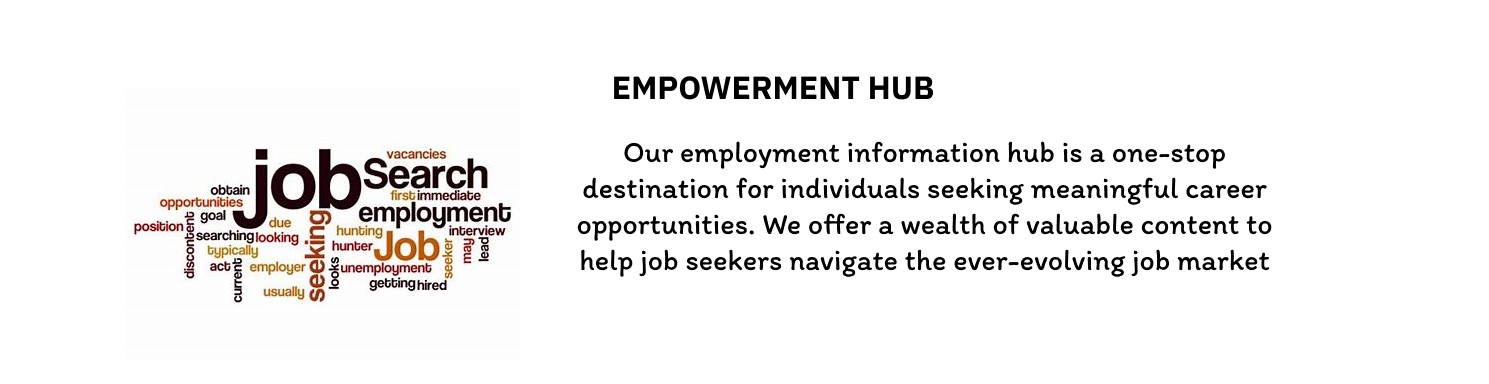 EMPOWERMENT HUB
Our employment information hub is a one-stop
destination for individuals seeking meaningful career
opportunities. We offer a wealth of valuable content to
help job seekers navigate the ever-evolving job market
vacancies
job Search
obtain
first immediate
opportunities
goal
employment
position
due
discontent
searching looking
seeking
hunting
interview
typically
hunter
Job
seeker
may
lead
act
current
employer
looks
unemployment
usually
getting hired